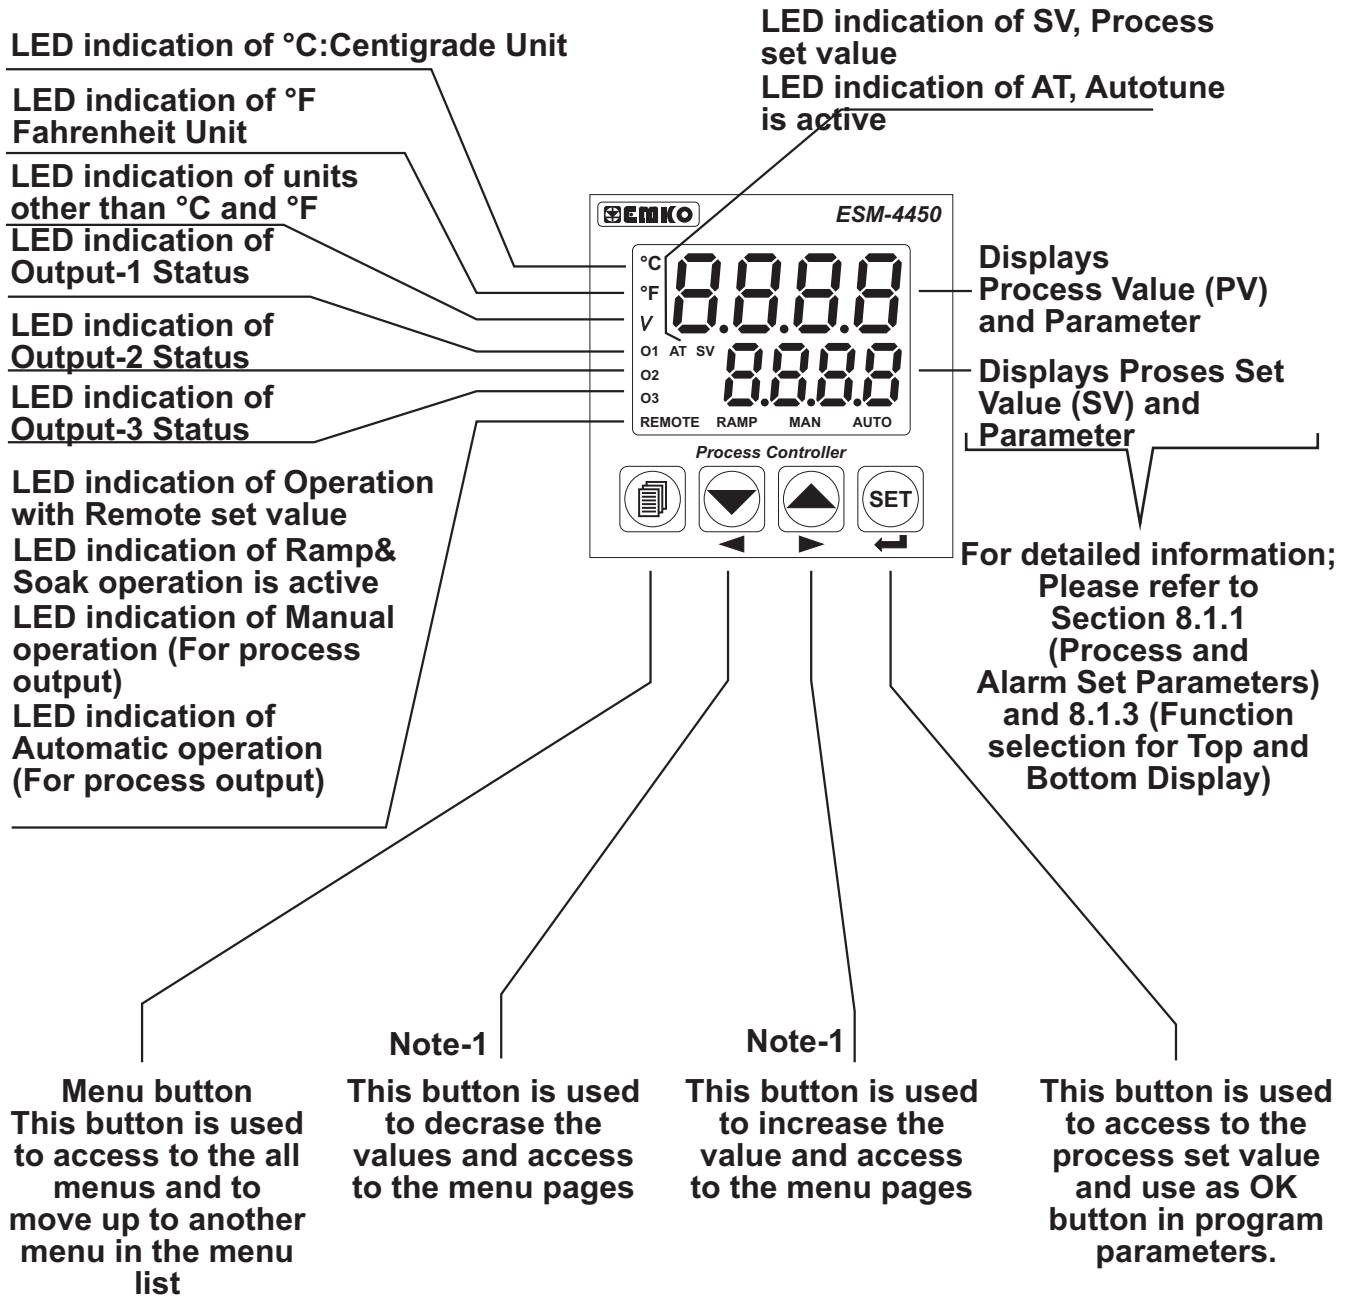 LED indication of °C:Centigrade Unit
LED indication of °F
Fahrenheit Unit
LED indication of units
other than °C and °F
LED indication of
Output-1 Status
LED indication of
Output-2 Status
LED indication of
Output-3 Status
LED indication of Operation
with Remote set value
LED indication of Ramp&
Soak operation is active
LED indication of Manual
operation (For process
output)
LED indication of
Automatic operation
(For process output)
LED indication of SV, Process
set value
LED indication of AT, Autotune
is active
EMKO ESM-4450
°C 8.8.8.8
°F
V
O1 AT SV 8.8.8.8
O2
O3
REMOTE RAMP MAN AUTO
Process Controller
SET
Displays
Process Value (PV)
and Parameter
Displays Proses Set
Value (SV) and
Parameter
For detailed information;
Please refer to
Section 8.1.1
(Process and
Alarm Set Parameters)
and 8.1.3 (Function
selection for Top and
Bottom Display)
Menu button
This button is used
to access to the all
menus and to
move up to another
menu in the menu
list
Note-1
This button is used
to decrase the
values and access
to the menu pages
Note-1
This button is used
to increase the
value and access
to the menu pages
This button is used
to access to the
process set value
and use as OK
button in program
parameters.